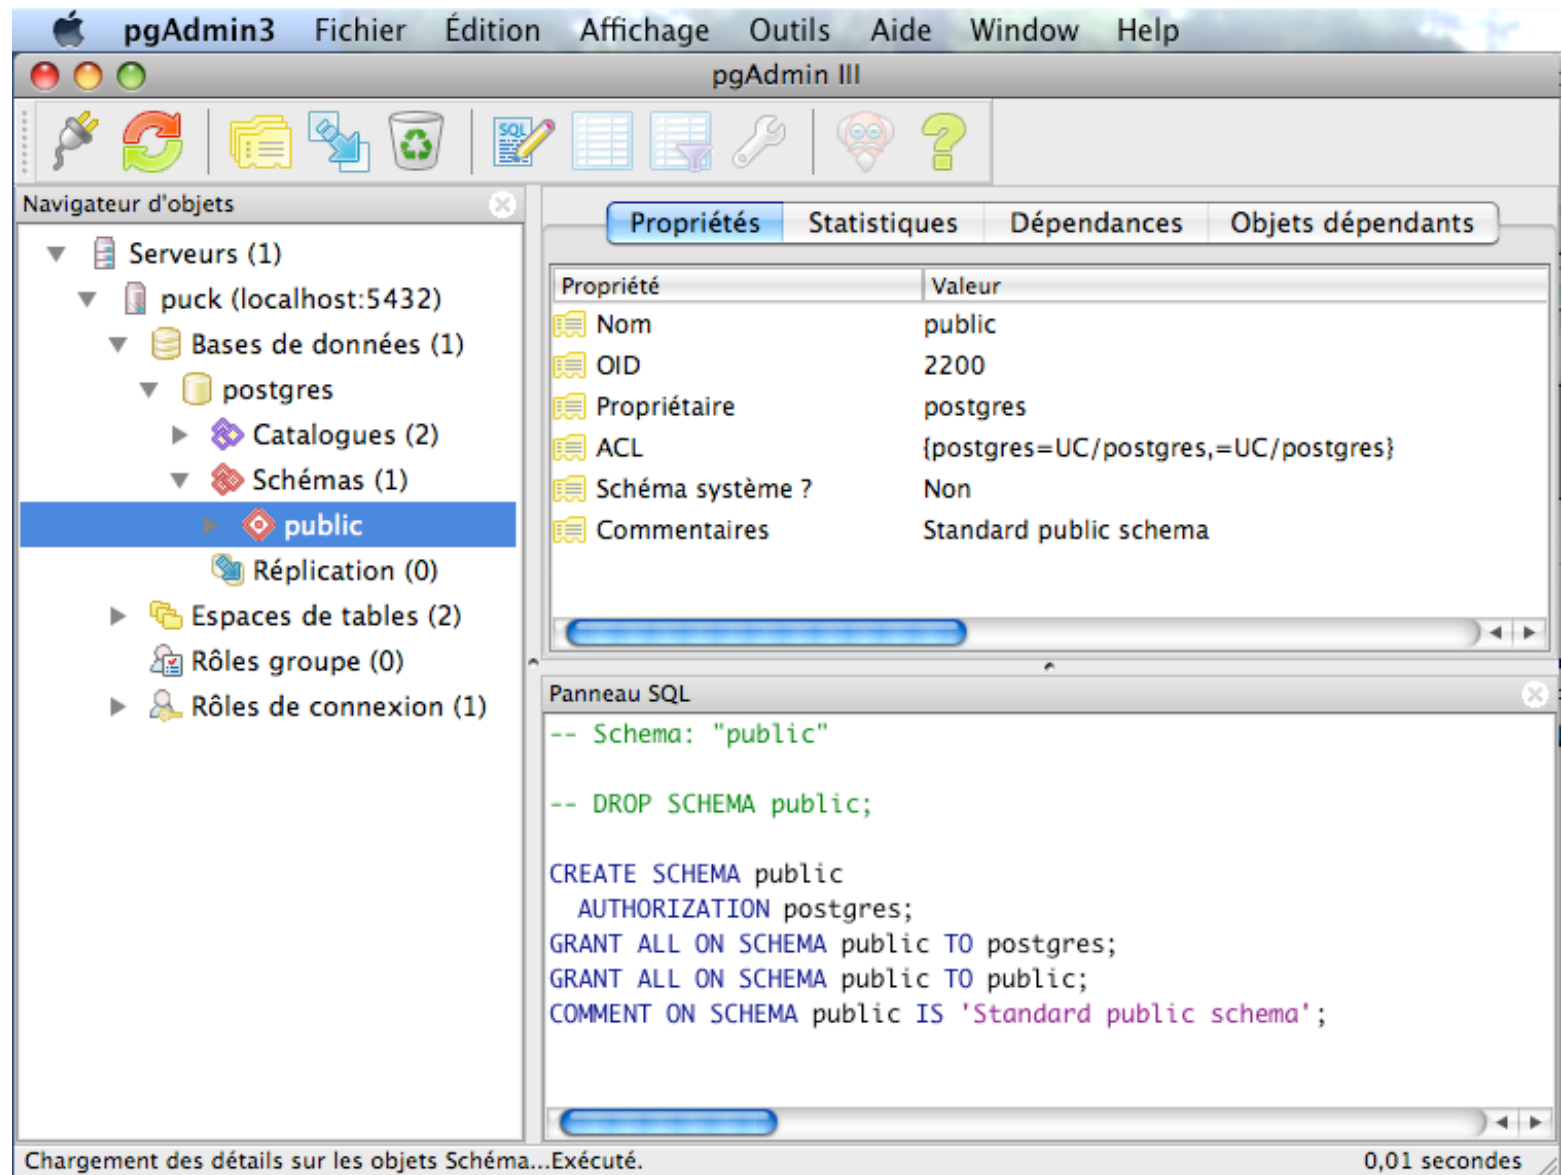 pgAdmin3 Fichier Édition Affichage Outils Aide Window Help
pgAdmin III
SQL
Navigateur d'objets
Serveurs (1)
puck (localhost:5432)
Bases de données (1)
postgres
Catalogues (2)
Schémas (1)
public
Réplication (0)
Espaces de tables (2)
Rôles groupe (0)
Rôles de connexion (1)
Propriétés Statistiques Dépendances Objets dépendants
Propriété Valeur
Nom public
OID 2200
Propriétaire postgres
ACL {postgres=UC/postgres,=UC/postgres}
Schéma système ? Non
Commentaires Standard public schema
Panneau SQL
-- Schema: "public"
-- DROP SCHEMA public;
CREATE SCHEMA public
AUTHORIZATION postgres;
GRANT ALL ON SCHEMA public TO postgres;
GRANT ALL ON SCHEMA public TO public;
COMMENT ON SCHEMA public IS 'Standard public schema';
Chargement des détails sur les objets Schéma...Exécuté. 0,01 secondes